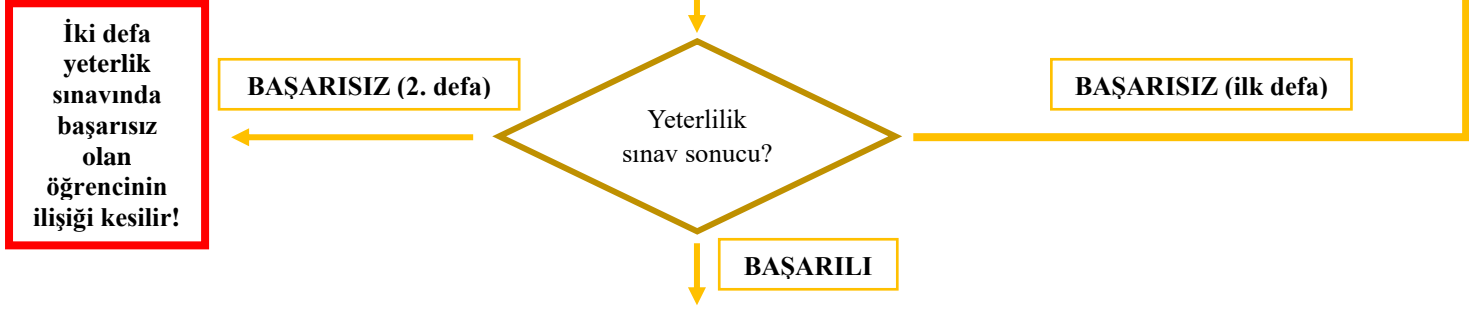 İki defa
yeterlik
sınavında
başarısız
olan
öğrencinin
ilişiği kesilir!
BAŞARISIZ (2. defa)
Yeterlilik
sınav sonucu?
BAŞARISIZ (ilk defa)
BAŞARILI